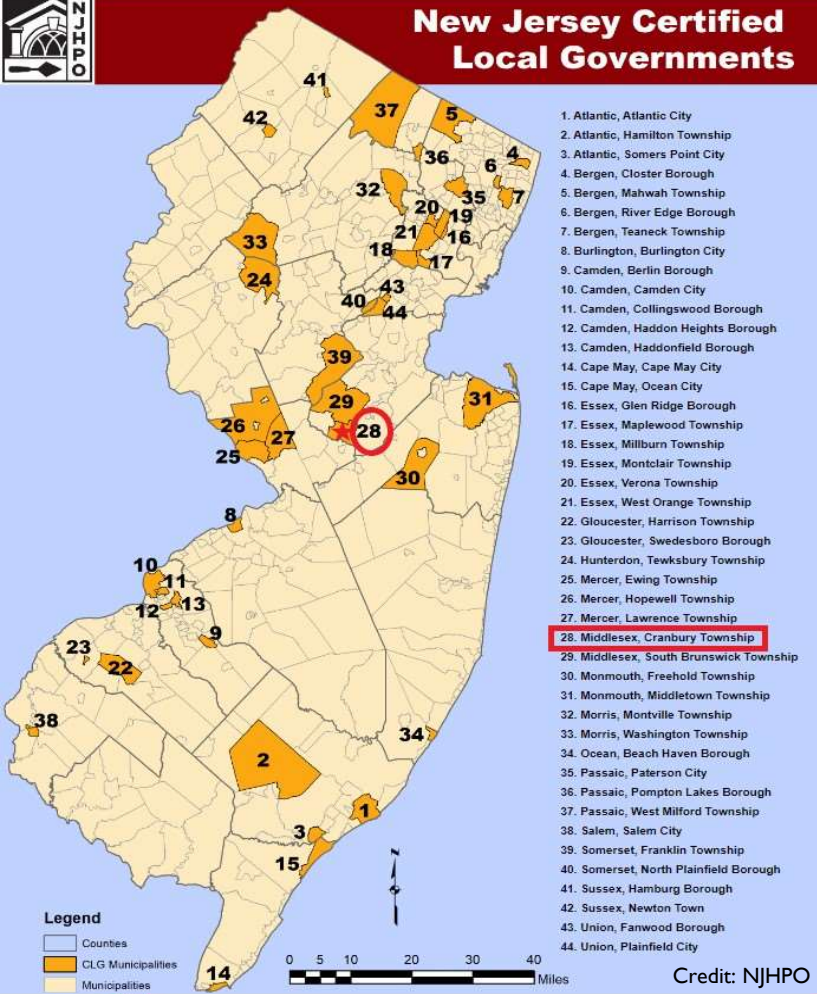 NJHPO
New Jersey Certified
Local Governments
1. Atlantic, Atlantic City
2. Atlantic, Hamilton Township
3. Atlantic, Somers Point City
4. Bergen, Closter Borough
5. Bergen, Mahwah Township
6. Bergen, River Edge Borough
7. Bergen, Teaneck Township
8. Burlington, Burlington City
9. Camden, Berlin Borough
10. Camden, Camden City
11. Camden, Collingswood Borough
12. Camden, Haddon Heights Borough
13. Camden, Haddonfield Borough
14. Cape May, Cape May City
15. Cape May, Ocean City
16. Essex, Glen Ridge Borough
17. Essex, Maplewood Township
18. Essex, Millburn Township
19. Essex, Montclair Township
20. Essex, Verona Township
21. Essex, West Orange Township
22. Gloucester, Harrison Township
23. Gloucester, Swedesboro Borough
24. Hunterdon, Tewksbury Township
25. Mercer, Ewing Township
26. Mercer, Hopewell Township
27. Mercer, Lawrence Township
28. Middlesex, Cranbury Township
29. Middlesex, South Brunswick Township
30. Monmouth, Freehold Township
31. Monmouth, Middletown Township
32. Morris, Montville Township
33. Morris, Washington Township
34. Ocean, Beach Haven Borough
35. Passaic, Paterson City
36. Passaic, Pompton Lakes Borough
37. Passaic, West Milford Township
38. Salem, Salem City
39. Somerset, Franklin Township
40. Somerset, North Plainfield Borough
41. Sussex, Hamburg Borough
42. Sussex, Newton Town
43. Union, Fanwood Borough
44. Union, Plainfield City
41
37
42
5
36
4
6
32
35
7
20
19
21
16
33
18
17
24
43
40
44
39
29
31
26
27
28
25
30
8
10
11
12
13
9
23
22
38
34
2
1
3
15
14
N
Legend
Counties
CLG Municipalities
Municipalities
0 5 10 20 30 40
Miles
Credit: NJHPO